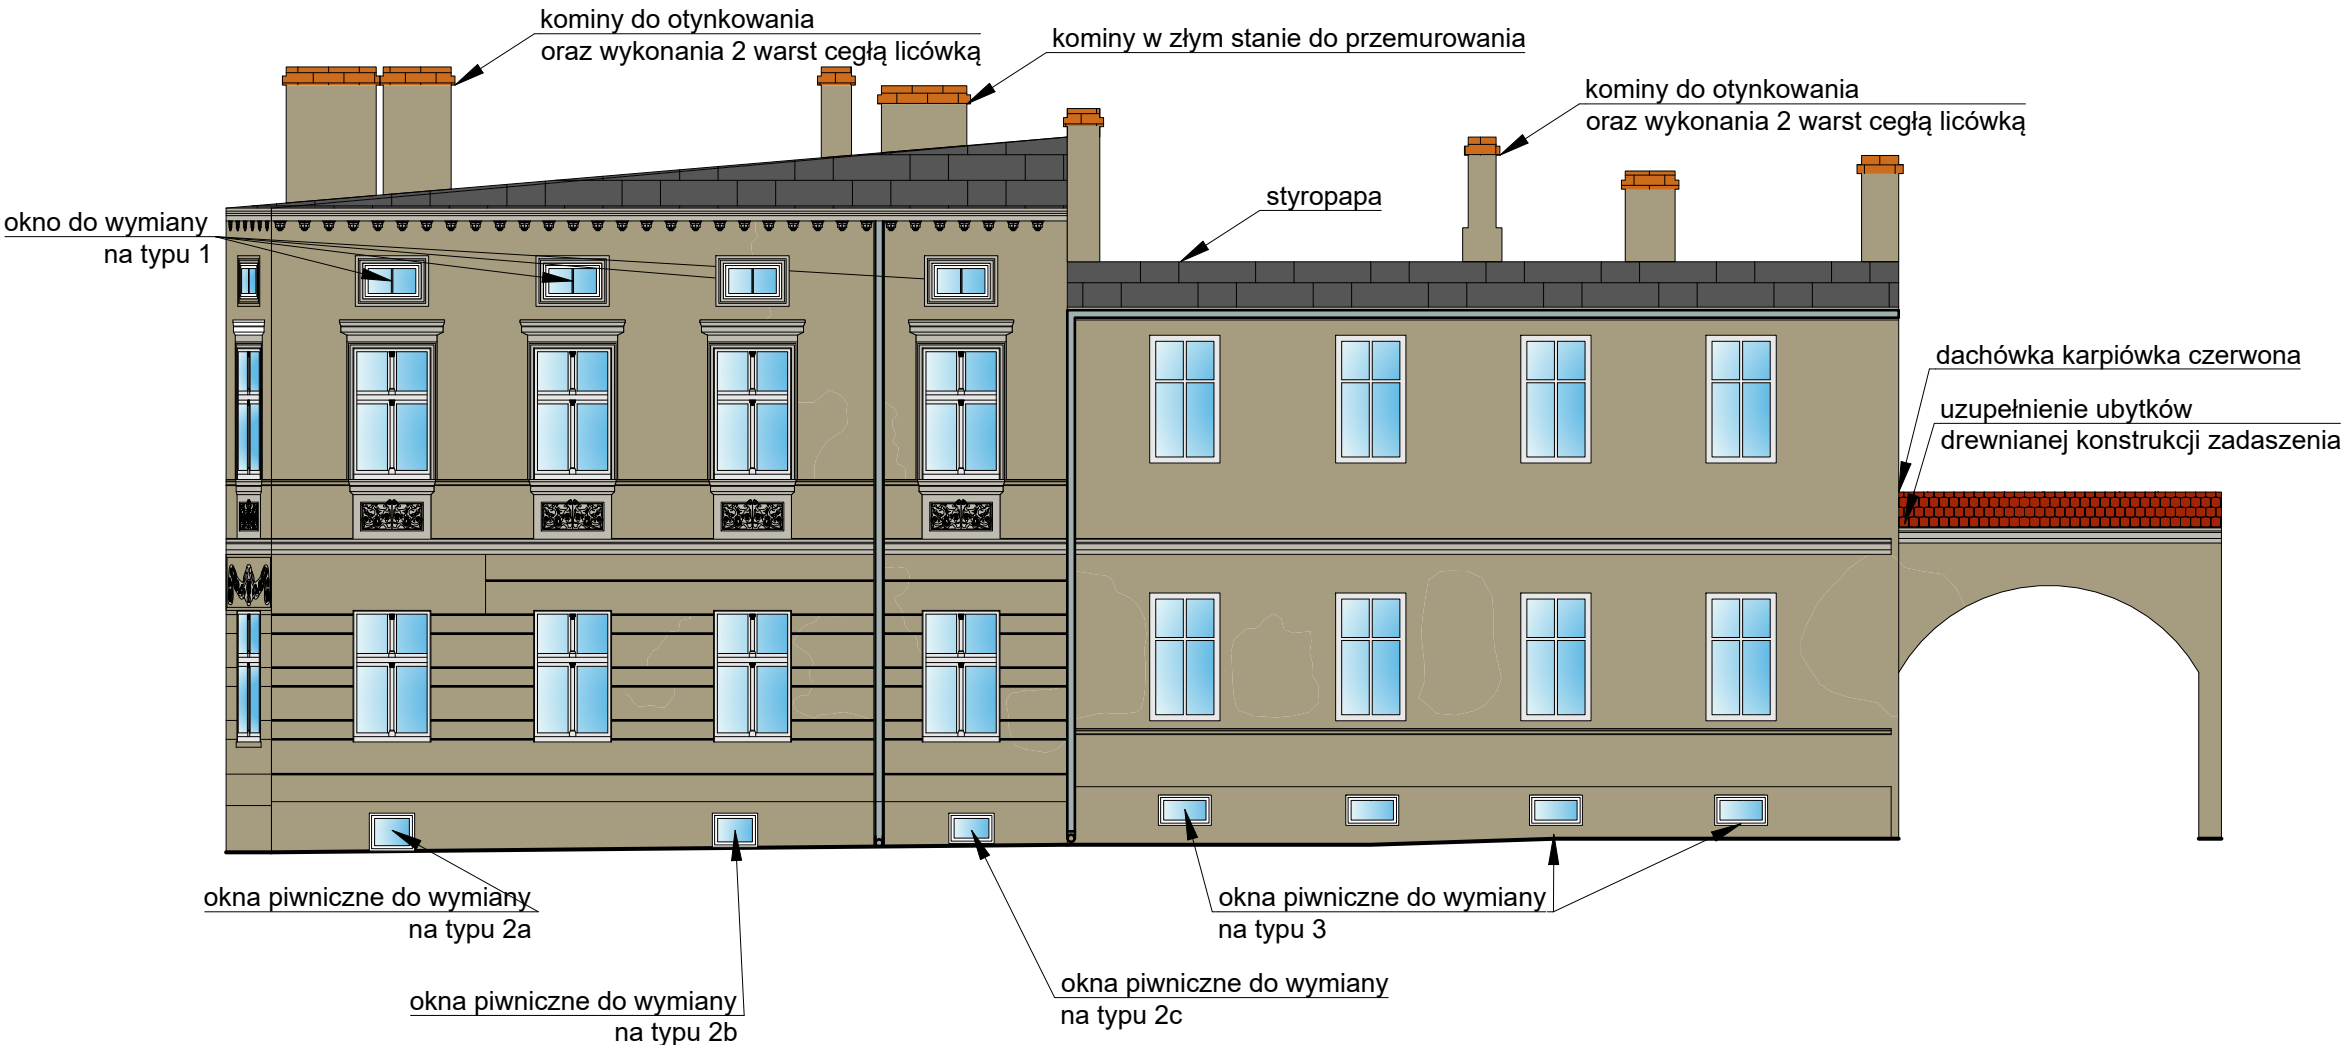 kominy do otynkowania
oraz wykonania 2 warst cegłą licówką
kominy w złym stanie do przemurowania
kominy do otynkowania
oraz wykonania 2 warst cegłą licówką
styropapa
okno do wymiany
na typu 1
dachówka karpiówka czerwona
uzupełnienie ubytków
drewnianej konstrukcji zadaszenia
okna piwniczne do wymiany
na typu 2a
okna piwniczne do wymiany
na typu 3
okna piwniczne do wymiany
na typu 2b
okna piwniczne do wymiany
na typu 2c